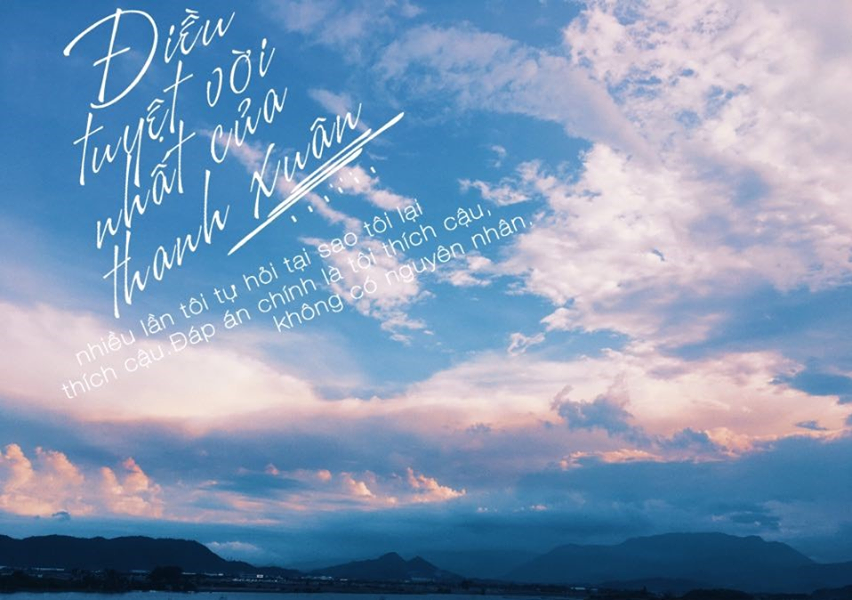 Điều
tuyệt vời
nhất của
thanh xuân
nhiều lần tôi tự hỏi tại sao tôi lại
thích cậu.Đáp án chính là tôi thích cậu,
không có nguyên nhân.